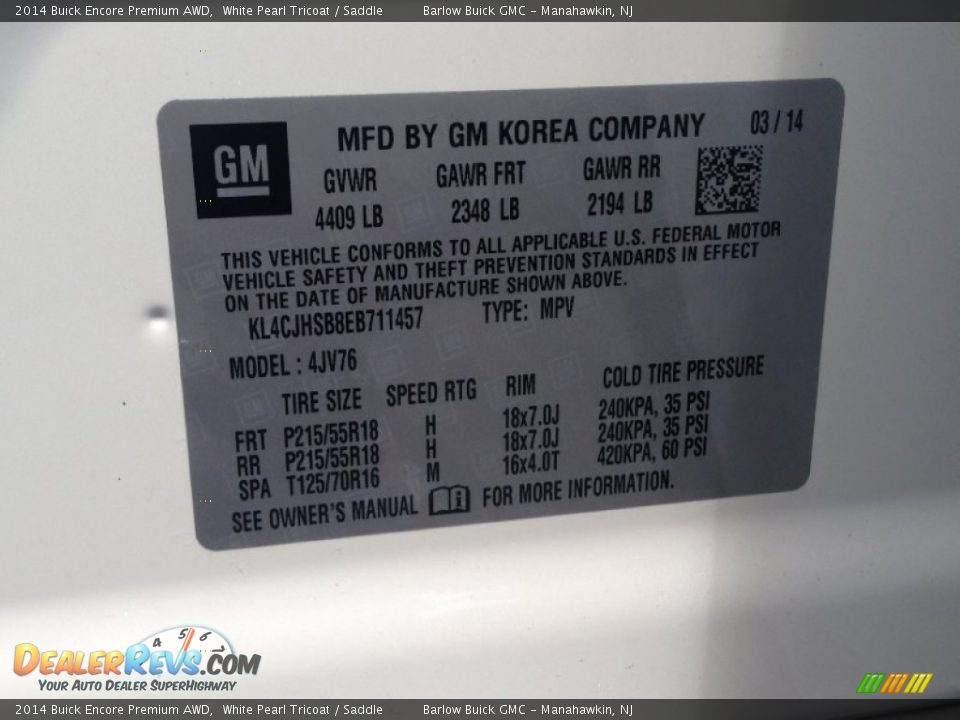 2014 Buick Encore Premium AWD, White Pearl Tricoat / Saddle Barlow Buick GMC - Manahawkin, NJ
GM
MFD BY GM KOREA COMPANY 03 / 14
GVWR GAWR FRT GAWR RR
4409 LB 2348 LB 2194 LB
THIS VEHICLE CONFORMS TO ALL APPLICABLE U.S. FEDERAL MOTOR
VEHICLE SAFETY AND THEFT PREVENTION STANDARDS IN EFFECT
ON THE DATE OF MANUFACTURE SHOWN ABOVE.
KL4CJHSB8EB711457 TYPE: MPV
MODEL : 4JV76
TIRE SIZE SPEED RTG RIM COLD TIRE PRESSURE
FRT P215/55R18 H 18x7.0J 240KPA, 35 PSI
RR P215/55R18 H 18x7.0J 240KPA, 35 PSI
SPA T125/70R16 M 16x4.0T 420KPA, 60 PSI
SEE OWNER'S MANUAL FOR MORE INFORMATION.
4 5 6 7
DEALERREVS.COM
YOUR AUTO DEALER SUPERHIGHWAY
2014 Buick Encore Premium AWD, White Pearl Tricoat / Saddle Barlow Buick GMC - Manahawkin, NJ